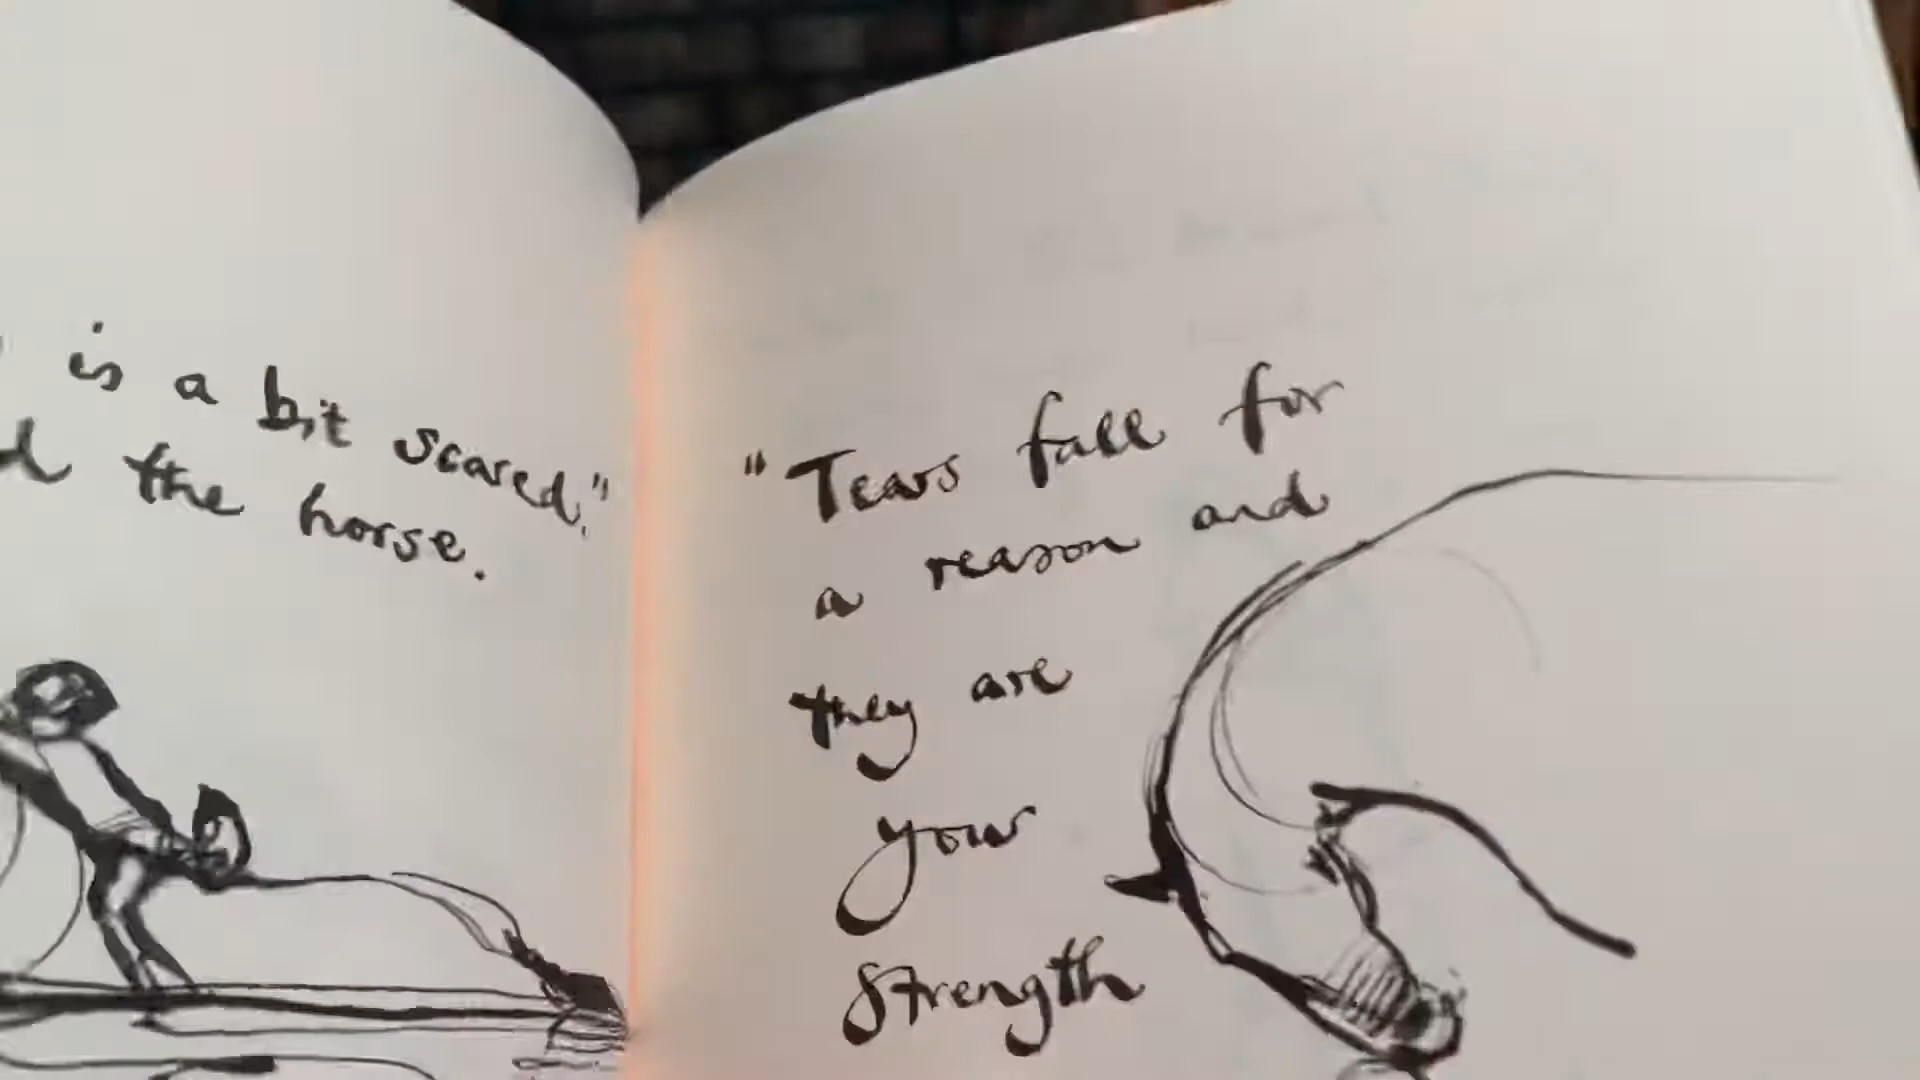 is a bit scared,"
the horse.
"Tears fall for
a reason and
they are
your
strength